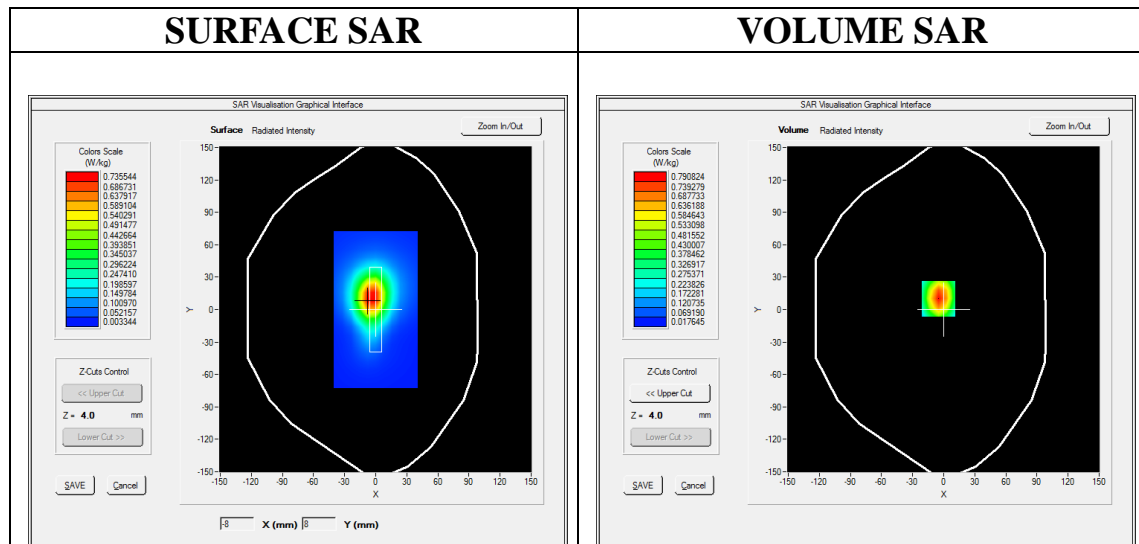 SURFACE SAR
VOLUME SAR
SAR Visualisation Graphical Interface
Surface Radiated Intensity
Zoom In/Out
Colors Scale
(W/kg)
0.735544
0.686731
0.637917
0.589104
0.540291
0.491477
0.442664
0.393851
0.345037
0.296224
0.247410
0.198597
0.149784
0.100970
0.052157
0.003344
150
120
90
60
30
0
-30
-60
-90
-120
-150
Y
-150 -120 -90 -60 -30 0 30 60 90 120 150
X
Z-Cuts Control
<< Upper Cut
Z = 4.0 mm
Lower Cut >>
SAVE Cancel
-8 X (mm) 8 Y (mm)
SAR Visualisation Graphical Interface
Volume Radiated Intensity
Zoom In/Out
Colors Scale
(W/kg)
0.790824
0.739279
0.687733
0.636188
0.584643
0.533098
0.481552
0.430007
0.378462
0.326917
0.275371
0.223826
0.172281
0.120735
0.069190
0.017645
150
120
90
60
30
0
-30
-60
-90
-120
-150
Y
-150 -120 -90 -60 -30 0 30 60 90 120 150
X
Z-Cuts Control
<< Upper Cut
Z = 4.0 mm
Lower Cut >>
SAVE Cancel